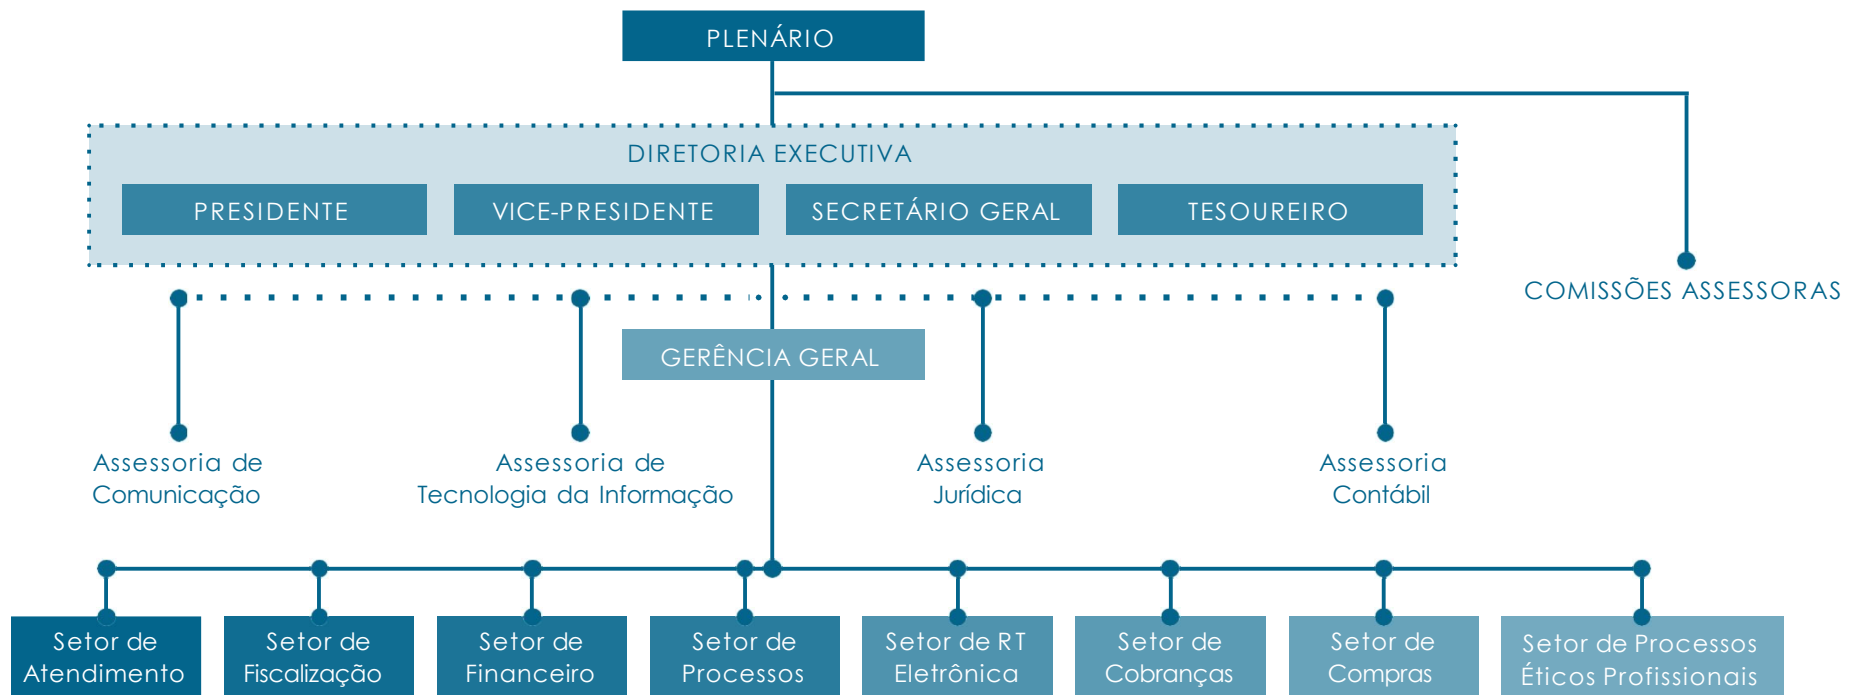 PLENÁRIO
DIRETORIA EXECUTIVA
PRESIDENTE
VICE-PRESIDENTE
SECRETÁRIO GERAL
TESOUREIRO
COMISSÕES ASSESSORAS
GERÊNCIA GERAL
Assessoria de
Comunicação
Assessoria de
Tecnologia da Informação
Assessoria
Jurídica
Assessoria
Contábil
Setor de
Atendimento
Setor de
Fiscalização
Setor de
Financeiro
Setor de
Processos
Setor de RT
Eletrônica
Setor de
Cobranças
Setor de
Compras
Setor de Processos
Éticos Profissionais